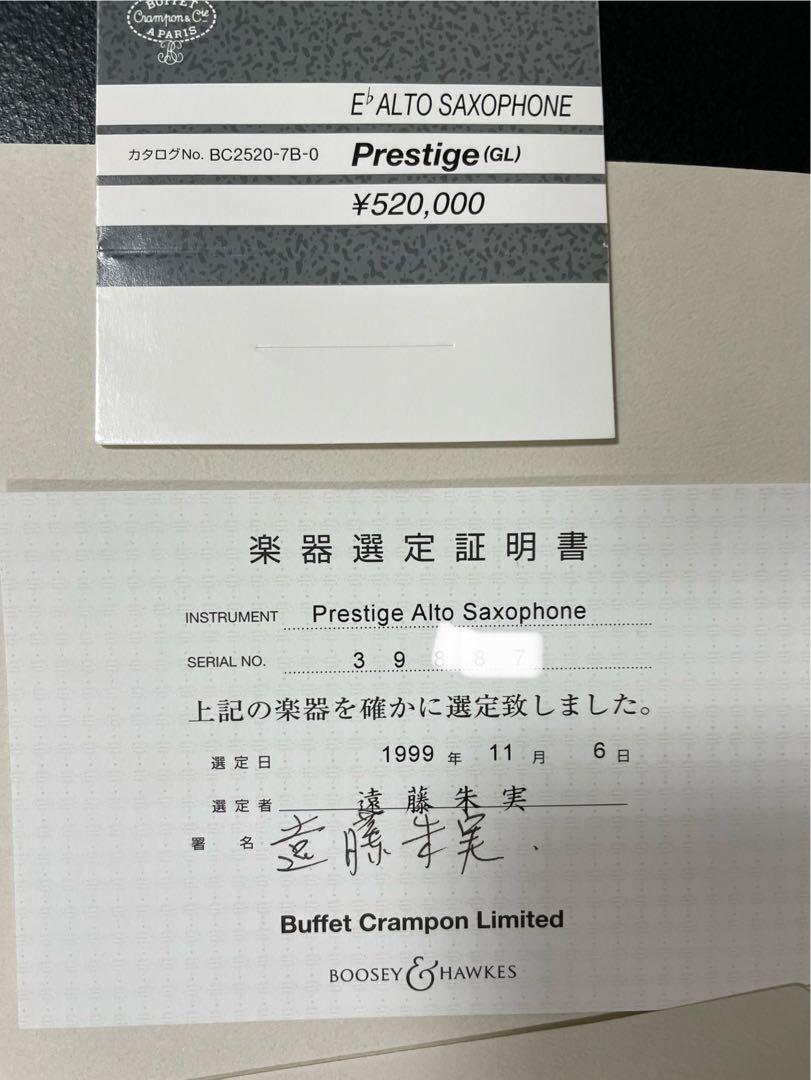 BUFFET
Crampon & Cie
A PARIS
E♭ ALTO SAXOPHONE
カタログNo. BC2520-7B-0 Prestige (GL)
¥520,000
楽器選定証明書
INSTRUMENT Prestige Alto Saxophone
SERIAL NO. 3 9
上記の楽器を確かに選定致しました。
選定日 1999 年 11 月 6 日
選定者 遠藤朱実
署名 遠藤朱実
Buffet Crampon Limited
BOOSEY & HAWKES